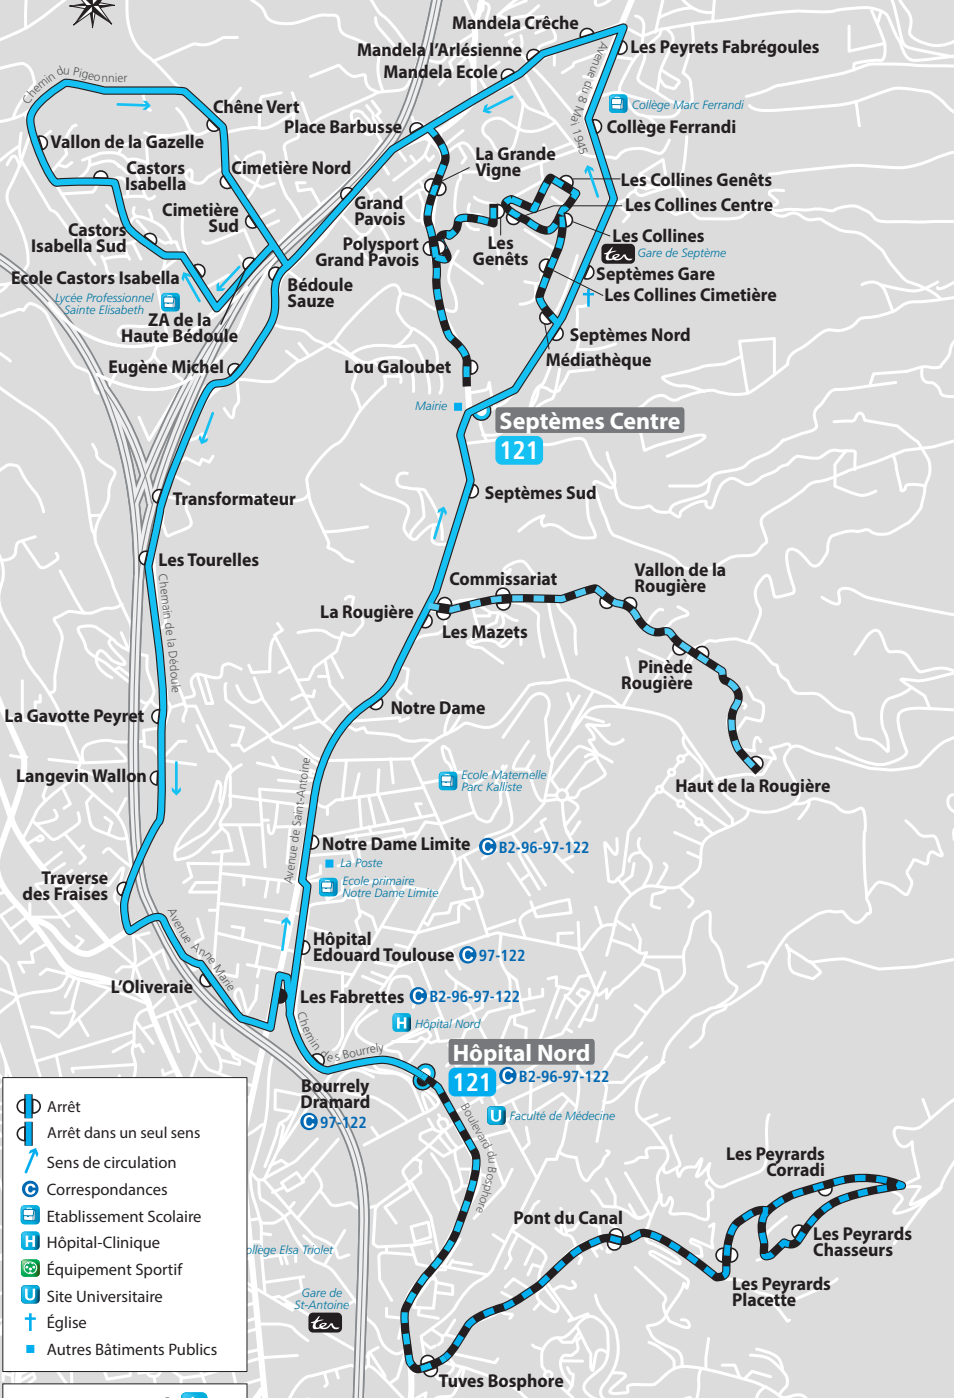 Mandela Crêche
Mandela l'Arlésienne
Mandela Ecole
Les Peyrets Fabrégoules
Avenue du 8 Mai 1945
Collège Marc Ferrandi
Collège Ferrandi
Chemin du Pigeonnier
Chêne Vert
Place Barbusse
Vallon de la Gazelle
Castors
Isabella
Cimetière Nord
La Grande
Vigne
Les Collines Genêts
Les Collines Centre
Grand
Pavois
Cimetière
Sud
Castors
Isabella Sud
Polysport
Grand Pavois
Les
Genêts
Les Collines
ter Gare de Septème
Septèmes Gare
Ecole Castors Isabella
Bédoule
Sauze
Les Collines Cimetière
Lycée Professionnel
Sainte Elisabeth
ZA de la
Haute Bédoule
Septèmes Nord
Médiathèque
Eugène Michel
Lou Galoubet
Mairie
Septèmes Centre
121
Transformateur
Septèmes Sud
Les Tourelles
Chemain de la Dédoule
Commissariat
Vallon de la
Rougière
La Rougière
Les Mazets
Pinède
Rougière
La Gavotte Peyret
Notre Dame
Langevin Wallon
Ecole Maternelle
Parc Kalliste
Haut de la Rougière
Avenue de Saint-Antoine
Notre Dame Limite C B2-96-97-122
La Poste
Ecole primaire
Notre Dame Limite
Traverse
des Fraises
Avenue Anne Marie
Hôpital
Edouard Toulouse C 97-122
L'Oliveraie
Les Fabrettes C B2-96-97-122
H Hôpital Nord
Chemin des Bourrely
Hôpital Nord
121 C B2-96-97-122
Bourrely
Dramard
C 97-122
U Faculté de Médecine
Boulevard du Bosphore
Arrêt
Arrêt dans un seul sens
Sens de circulation
C Correspondances
Etablissement Scolaire
H Hôpital-Clinique
Équipement Sportif
U Site Universitaire
Église
Autres Bâtiments Publics
ollège Elsa Triolet
Gare de
St-Antoine
ter
Les Peyrards
Corradi
Pont du Canal
Les Peyrards
Chasseurs
Les Peyrards
Placette
Tuves Bosphore